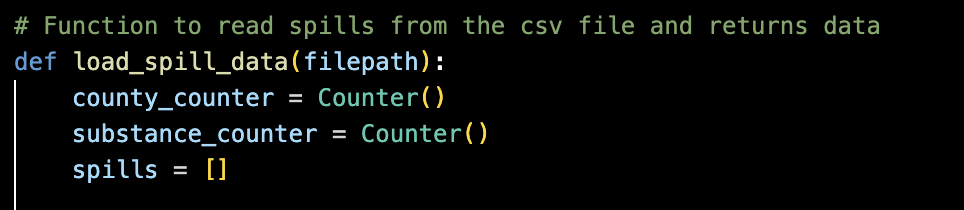 # Function to read spills from the csv file and returns data
def load_spill_data(filepath):
    county_counter = Counter()
    substance_counter = Counter()
    spills = []